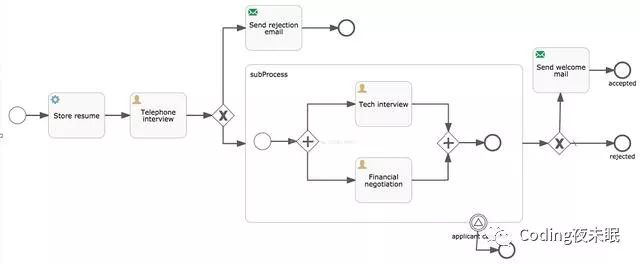 Send rejection
email
subProcess
Store resume
Telephone
interview
Tech interview
Financial
negotiation
Send welcome
mail
accepted
rejected
applicant
Coding夜未眠